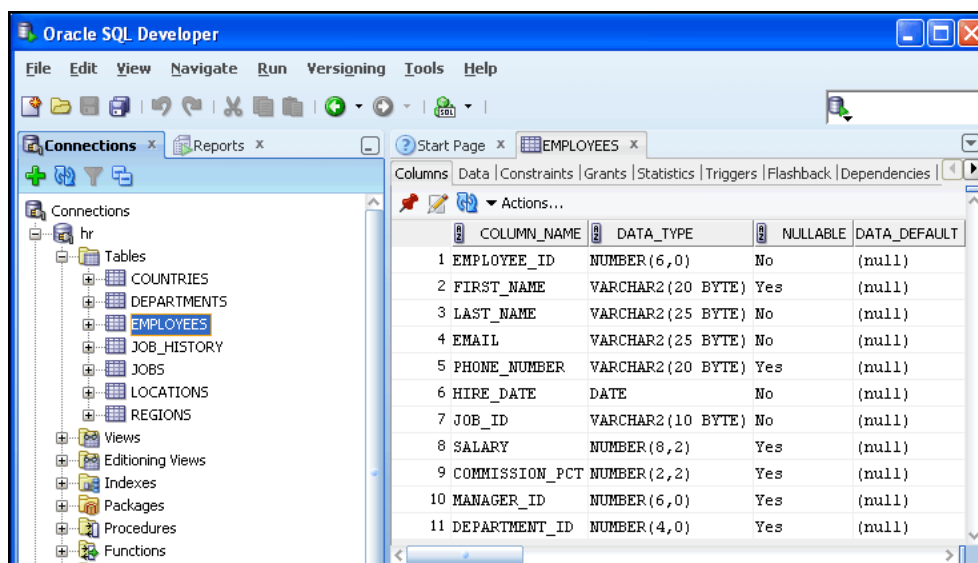 Oracle SQL Developer
File Edit View Navigate Run Versioning Tools Help
SQL
Connections x Reports x
Connections
hr
Tables
COUNTRIES
DEPARTMENTS
EMPLOYEES
JOB_HISTORY
JOBS
LOCATIONS
REGIONS
Views
Editioning Views
Indexes
Packages
Procedures
Functions
Start Page x EMPLOYEES x
Columns Data Constraints Grants Statistics Triggers Flashback Dependencies
Actions...
COLUMN_NAME DATA_TYPE NULLABLE DATA_DEFAULT
1 EMPLOYEE_ID NUMBER(6,0) No (null)
2 FIRST_NAME VARCHAR2(20 BYTE) Yes (null)
3 LAST_NAME VARCHAR2(25 BYTE) No (null)
4 EMAIL VARCHAR2(25 BYTE) No (null)
5 PHONE_NUMBER VARCHAR2(20 BYTE) Yes (null)
6 HIRE_DATE DATE No (null)
7 JOB_ID VARCHAR2(10 BYTE) No (null)
8 SALARY NUMBER(8,2) Yes (null)
9 COMMISSION_PCT NUMBER(2,2) Yes (null)
10 MANAGER_ID NUMBER(6,0) Yes (null)
11 DEPARTMENT_ID NUMBER(4,0) Yes (null)